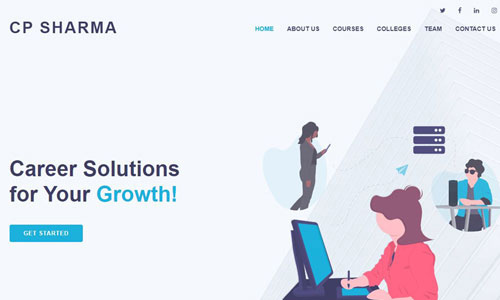 CP SHARMA
HOME ABOUT US COURSES COLLEGES TEAM CONTACT US
Career Solutions
for Your Growth!
GET STARTED